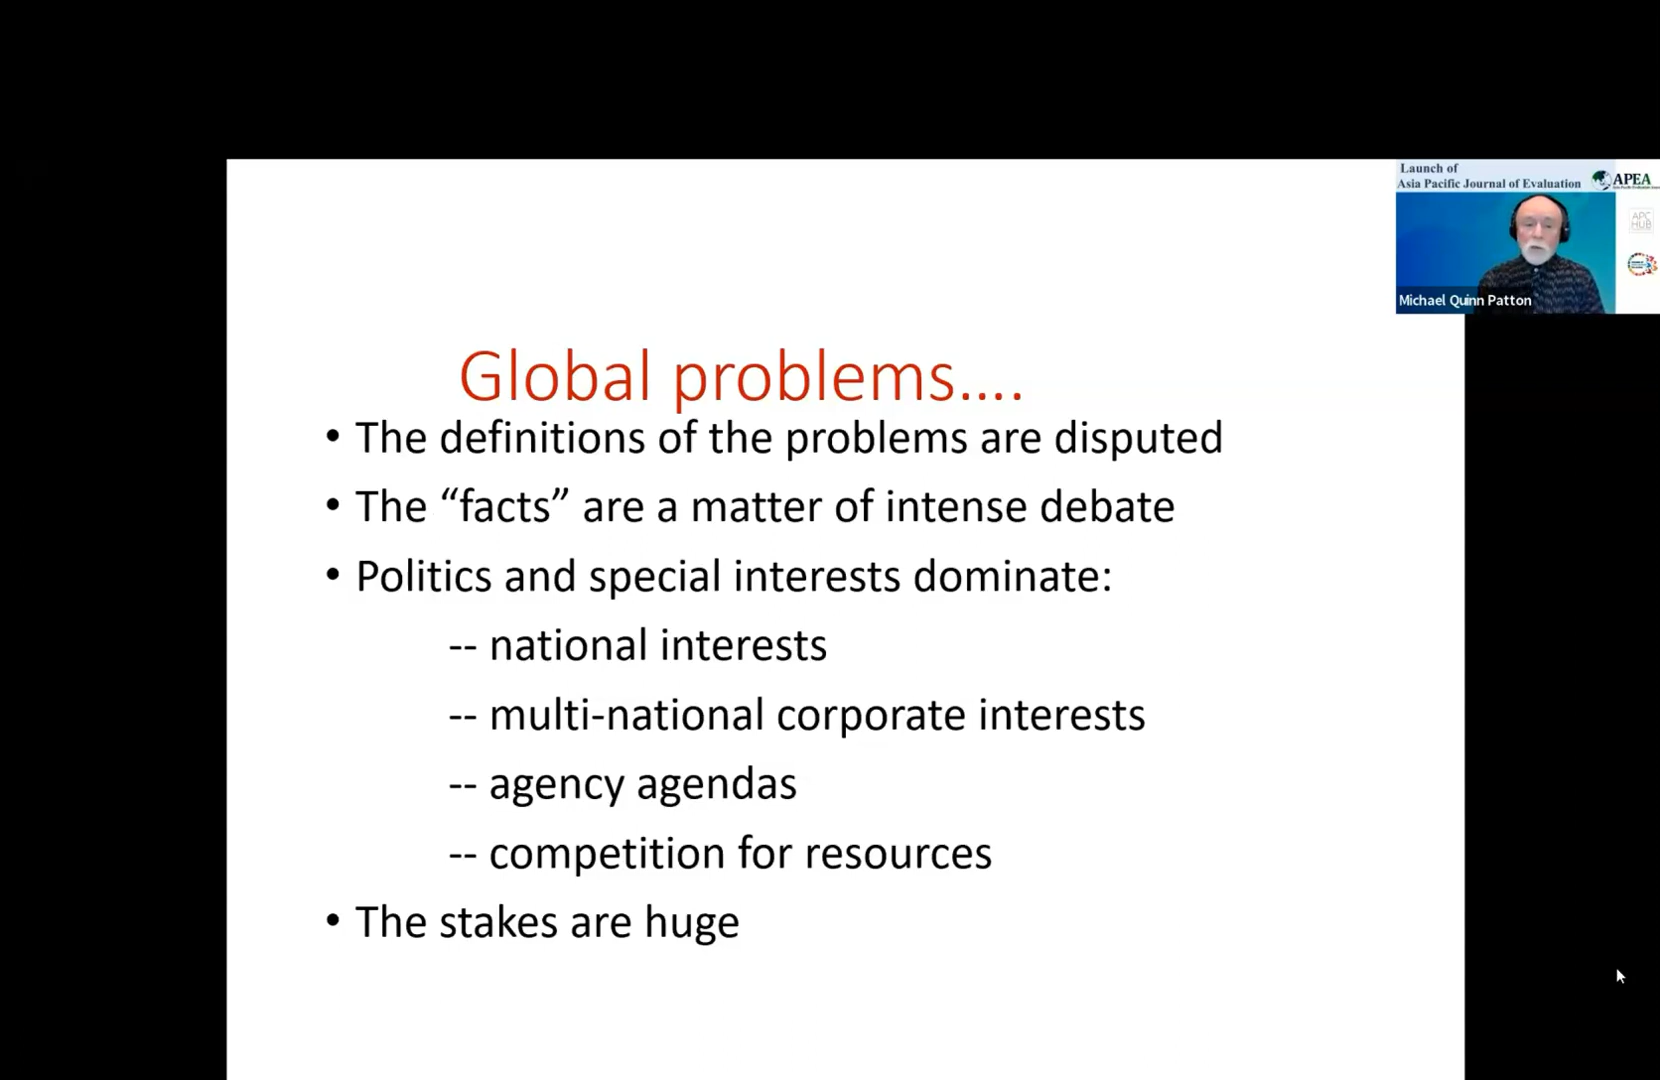 Launch of
Asia Pacific Journal of Evaluation
APEA
APC
HUB
Michael Quinn Patton
Global problems....
• The definitions of the problems are disputed
• The “facts” are a matter of intense debate
• Politics and special interests dominate:
-- national interests
-- multi-national corporate interests
-- agency agendas
-- competition for resources
• The stakes are huge